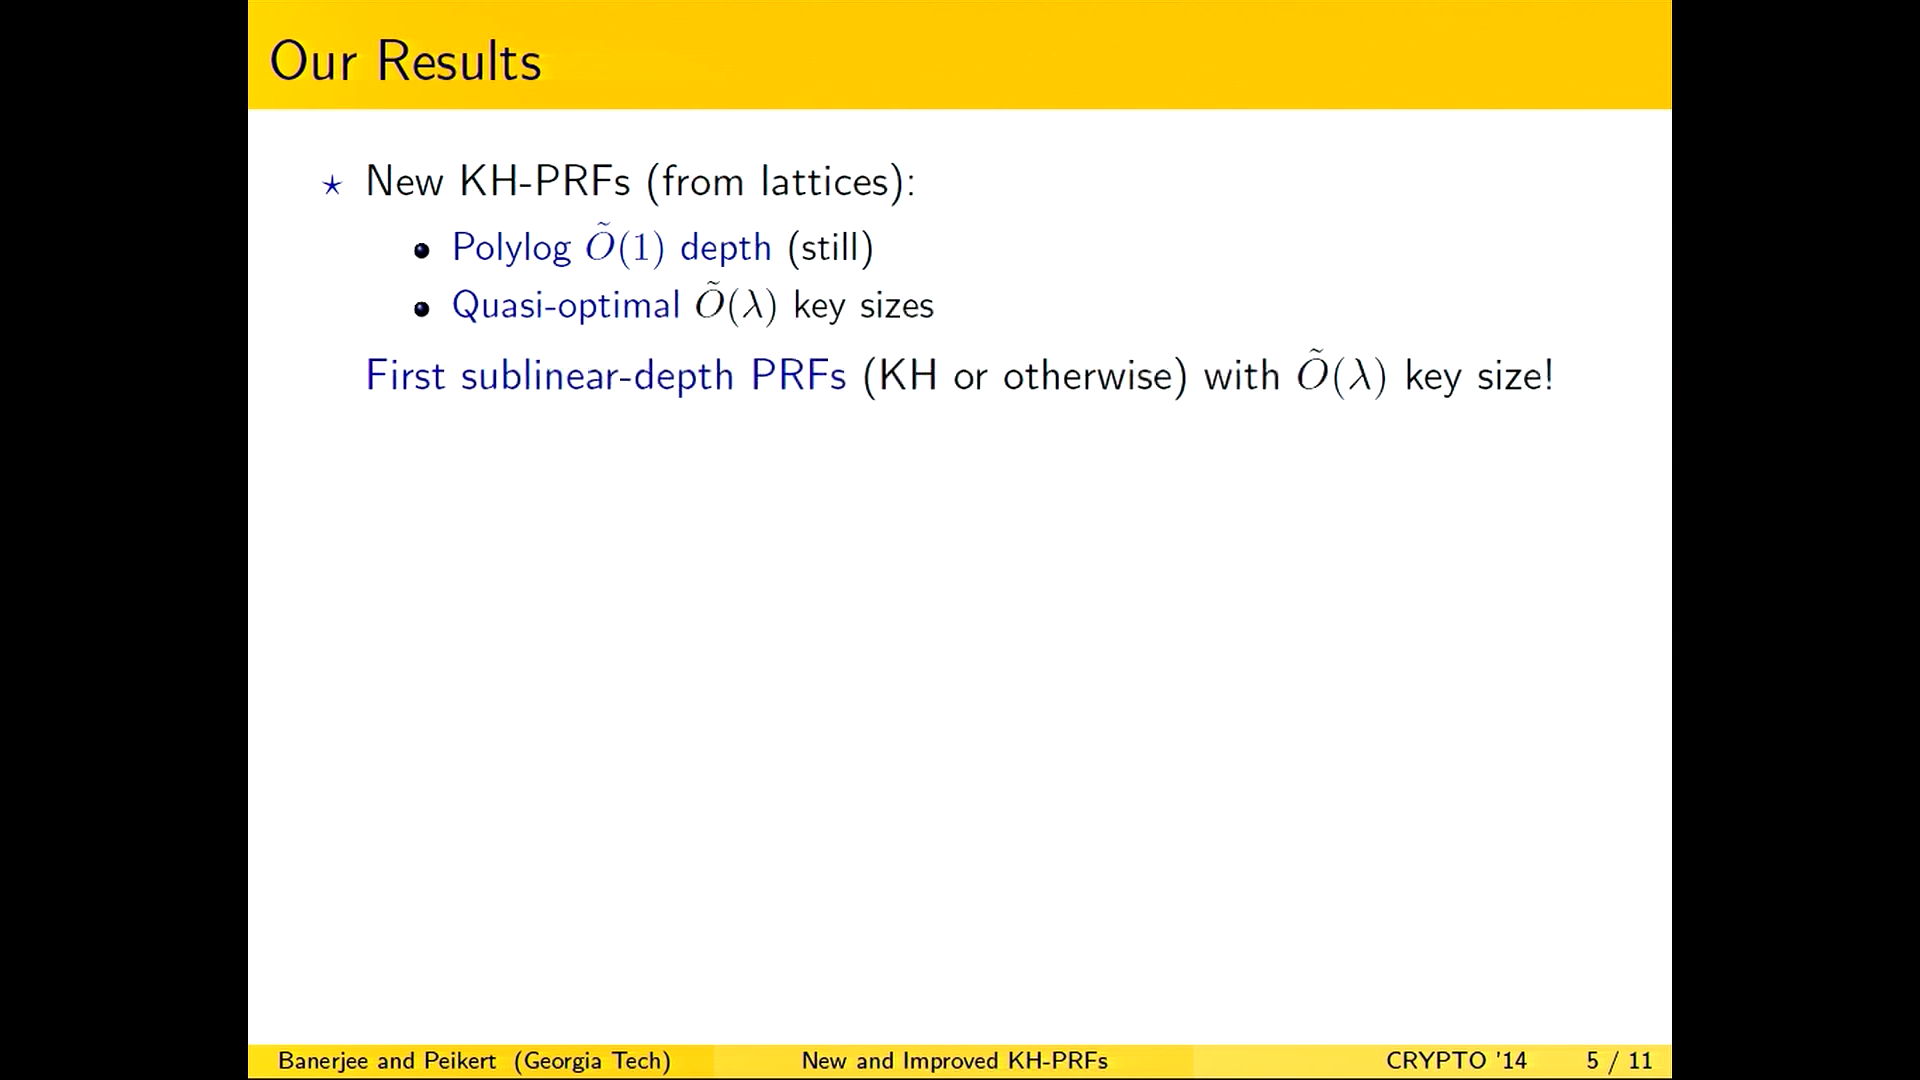 Our Results
⋆ New KH-PRFs (from lattices):
• Polylog Õ(1) depth (still)
• Quasi-optimal Õ(λ) key sizes
First sublinear-depth PRFs (KH or otherwise) with Õ(λ) key size!
Banerjee and Peikert (Georgia Tech) New and Improved KH-PRFs CRYPTO '14 5 / 11